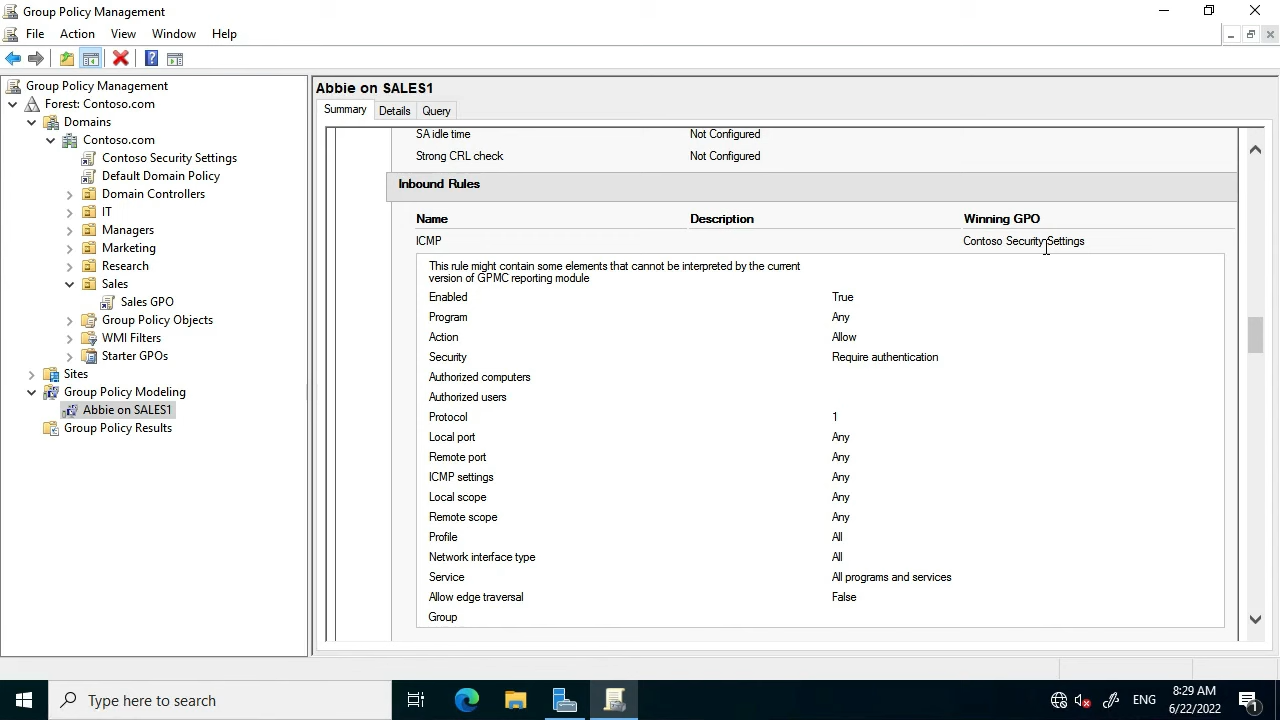 Group Policy Management
File Action View Window Help
Group Policy Management
Forest: Contoso.com
Domains
Contoso.com
Contoso Security Settings
Default Domain Policy
Domain Controllers
IT
Managers
Marketing
Research
Sales
Sales GPO
Group Policy Objects
WMI Filters
Starter GPOs
Sites
Group Policy Modeling
Abbie on SALES1
Group Policy Results
Abbie on SALES1
Summary Details Query
SA idle time Not Configured
Strong CRL check Not Configured
Inbound Rules
Name Description Winning GPO
ICMP Contoso Security Settings
This rule might contain some elements that cannot be interpreted by the current
version of GPMC reporting module
Enabled True
Program Any
Action Allow
Security Require authentication
Authorized computers
Authorized users
Protocol 1
Local port Any
Remote port Any
ICMP settings Any
Local scope Any
Remote scope Any
Profile All
Network interface type All
Service All programs and services
Allow edge traversal False
Group
Type here to search
ENG
8:29 AM
6/22/2022
1